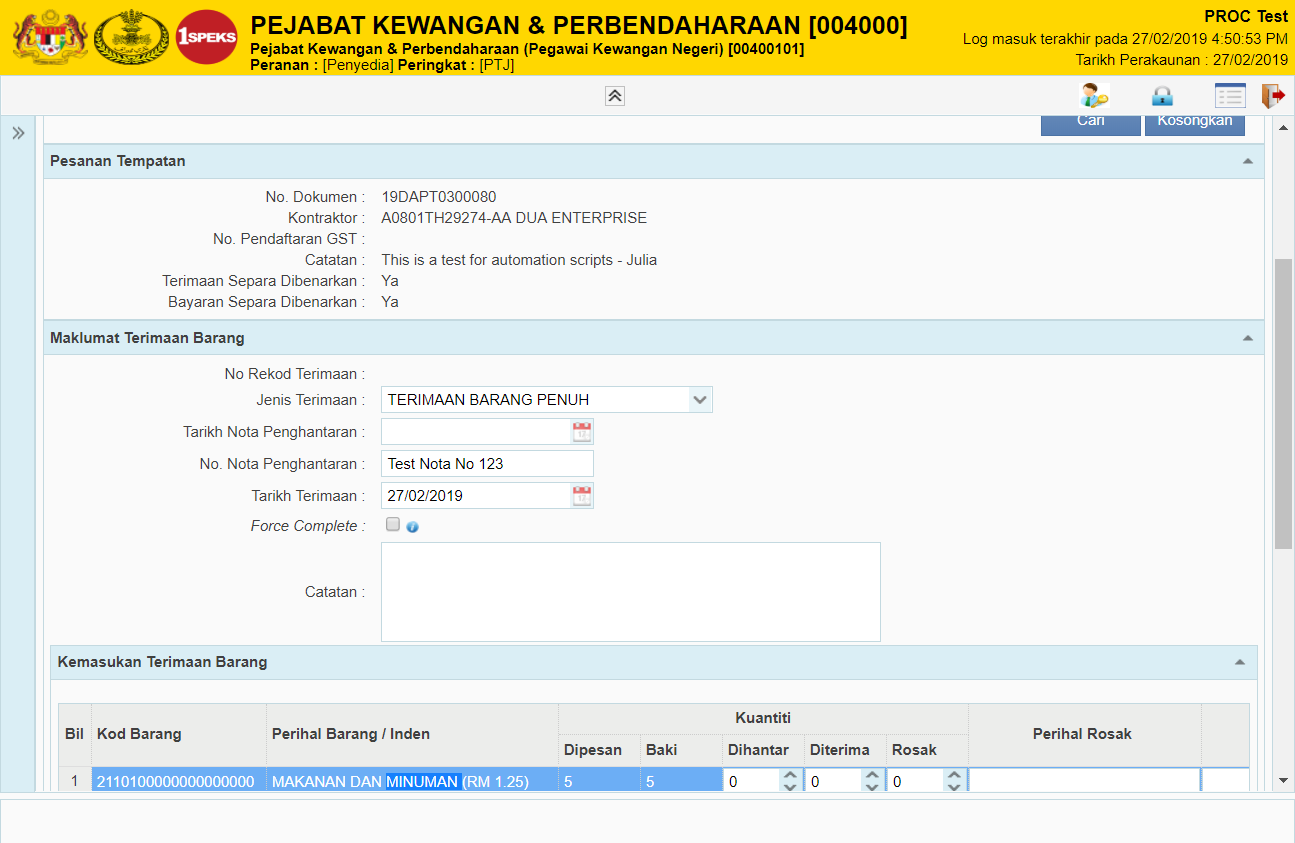 1SPEKS
PEJABAT KEWANGAN & PERBENDAHARAAN [004000]
Pejabat Kewangan & Perbendaharaan (Pegawai Kewangan Negeri) [00400101]
Peranan : [Penyedia] Peringkat : [PTJ]
PROC Test
Log masuk terakhir pada 27/02/2019 4:50:53 PM
Tarikh Perakaunan : 27/02/2019
Cari Kosongkan
Pesanan Tempatan
No. Dokumen : 19DAPT0300080
Kontraktor : A0801TH29274-AA DUA ENTERPRISE
No. Pendaftaran GST :
Catatan : This is a test for automation scripts - Julia
Terimaan Separa Dibenarkan : Ya
Bayaran Separa Dibenarkan : Ya
Maklumat Terimaan Barang
No Rekod Terimaan :
Jenis Terimaan : TERIMAAN BARANG PENUH
Tarikh Nota Penghantaran :
No. Nota Penghantaran : Test Nota No 123
Tarikh Terimaan : 27/02/2019
Force Complete :
Catatan :
Kemasukan Terimaan Barang
Bil Kod Barang Perihal Barang / Inden Kuantiti Perihal Rosak
Dipesan Baki Dihantar Diterima Rosak
1 2110100000000000000 MAKANAN DAN MINUMAN (RM 1.25) 5 5 0 0 0